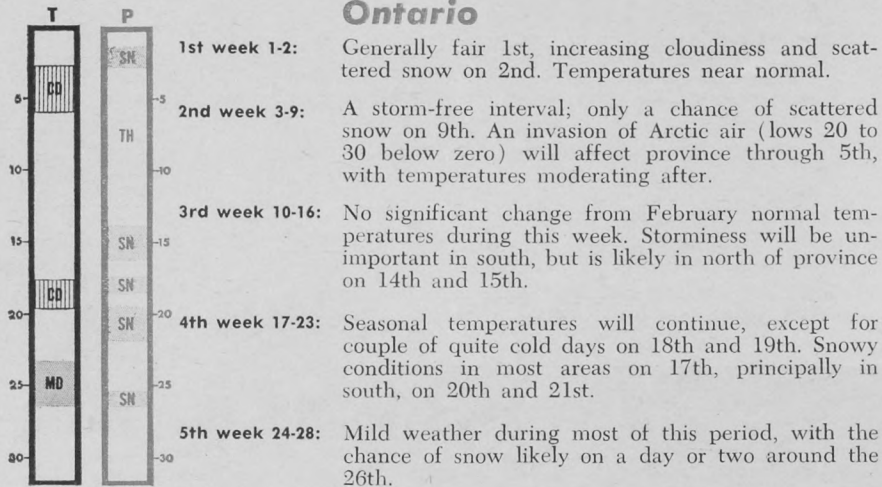 Ontario
T P
1st week 1-2: Generally fair 1st, increasing cloudiness and scat-
tered snow on 2nd. Temperatures near normal.
2nd week 3-9: A storm-free interval; only a chance of scattered
snow on 9th. An invasion of Arctic air (lows 20 to
30 below zero) will affect province through 5th,
with temperatures moderating after.
3rd week 10-16: No significant change from February normal tem-
peratures during this week. Storminess will be un-
important in south, but is likely in north of province
on 14th and 15th.
4th week 17-23: Seasonal temperatures will continue, except for
couple of quite cold days on 18th and 19th. Snowy
conditions in most areas on 17th, principally in
south, on 20th and 21st.
5th week 24-28: Mild weather during most of this period, with the
chance of snow likely on a day or two around the
26th.
SN
CD
5 5
TH
10 10
SN
15 15
SN
CD
20 20
SN
MD
25 25
SN
30 30